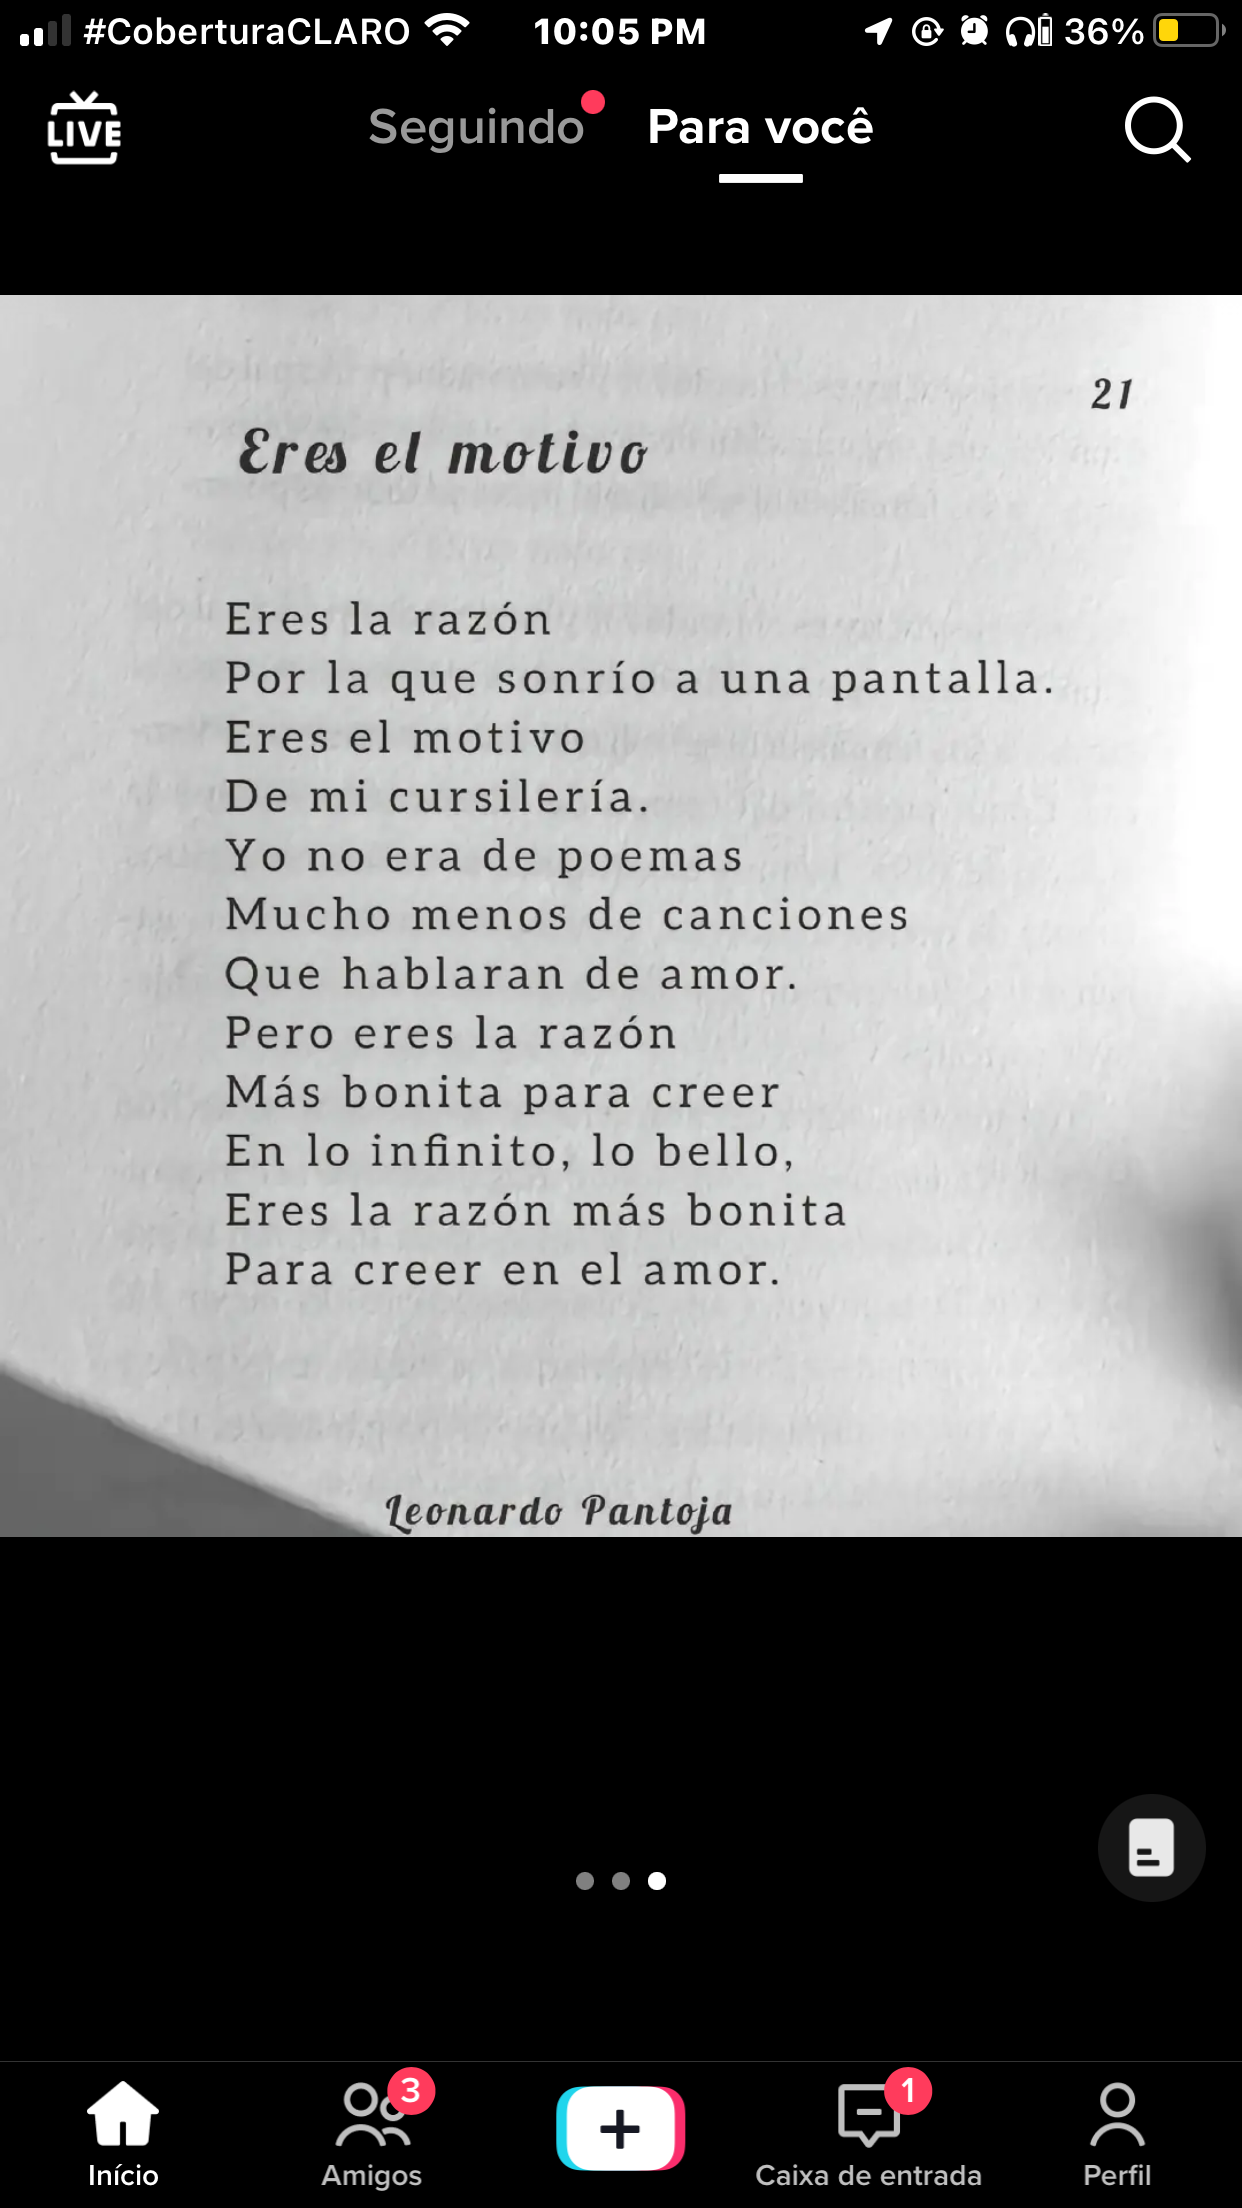 #CoberturaCLARO 10:05 PM 36%
LIVE Seguindo Para você
21
Eres el motivo
Eres la razón
Por la que sonrío a una pantalla.
Eres el motivo
De mi cursilería.
Yo no era de poemas
Mucho menos de canciones
Que hablaran de amor.
Pero eres la razón
Más bonita para creer
En lo infinito, lo bello,
Eres la razón más bonita
Para creer en el amor.
Leonardo Pantoja
3 1
Início Amigos Caixa de entrada Perfil